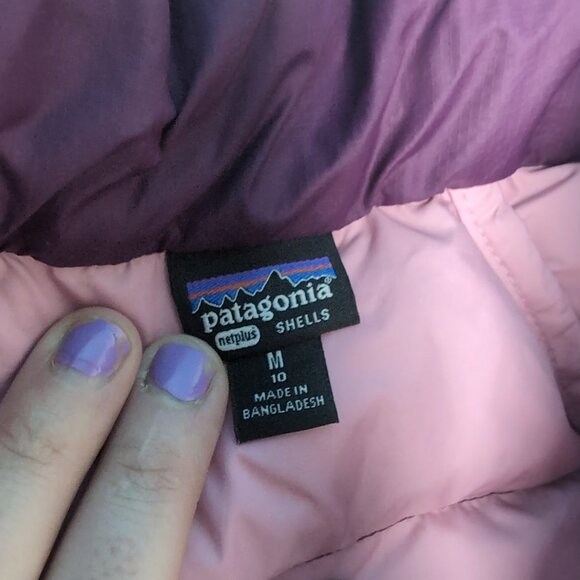 patagonia®
netplus SHELLS
M
10
MADE IN
BANGLADESH